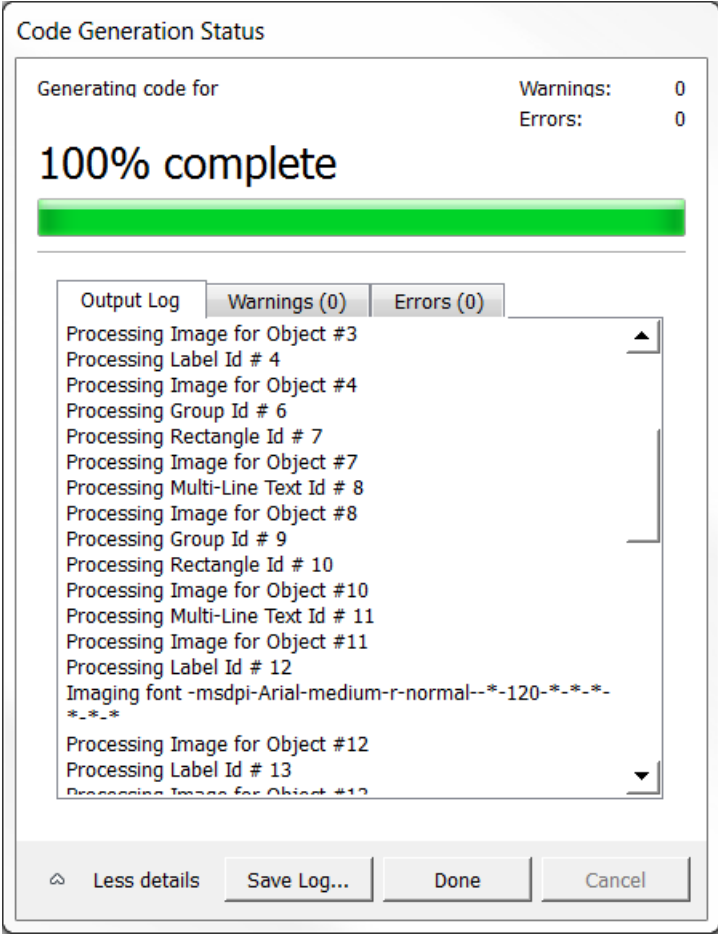 Code Generation Status
Generating code for
Warnings: 0
Errors: 0
100% complete
Output Log
Warnings (0)
Errors (0)
Processing Image for Object #3
Processing Label Id # 4
Processing Image for Object #4
Processing Group Id # 6
Processing Rectangle Id # 7
Processing Image for Object #7
Processing Multi-Line Text Id # 8
Processing Image for Object #8
Processing Group Id # 9
Processing Rectangle Id # 10
Processing Image for Object #10
Processing Multi-Line Text Id # 11
Processing Image for Object #11
Processing Label Id # 12
Imaging font -msdpi-Arial-medium-r-normal--*-120-*-*-*-
*-*-*
Processing Image for Object #12
Processing Label Id # 13
Processing Image for Object #13
Less details
Save Log...
Done
Cancel